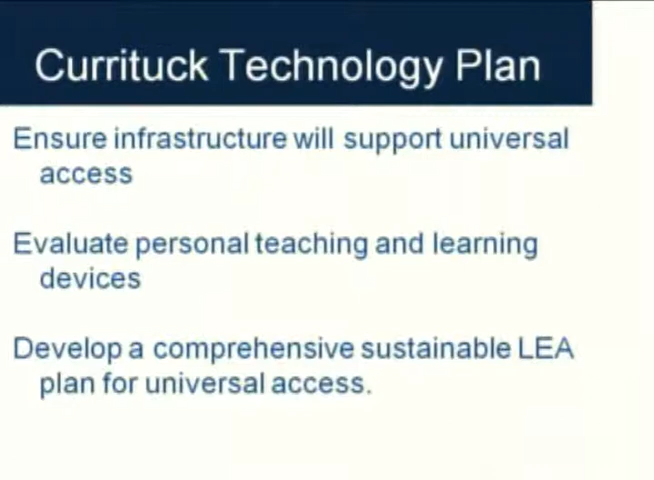 Currituck Technology Plan
Ensure infrastructure will support universal
access
Evaluate personal teaching and learning
devices
Develop a comprehensive sustainable LEA
plan for universal access.